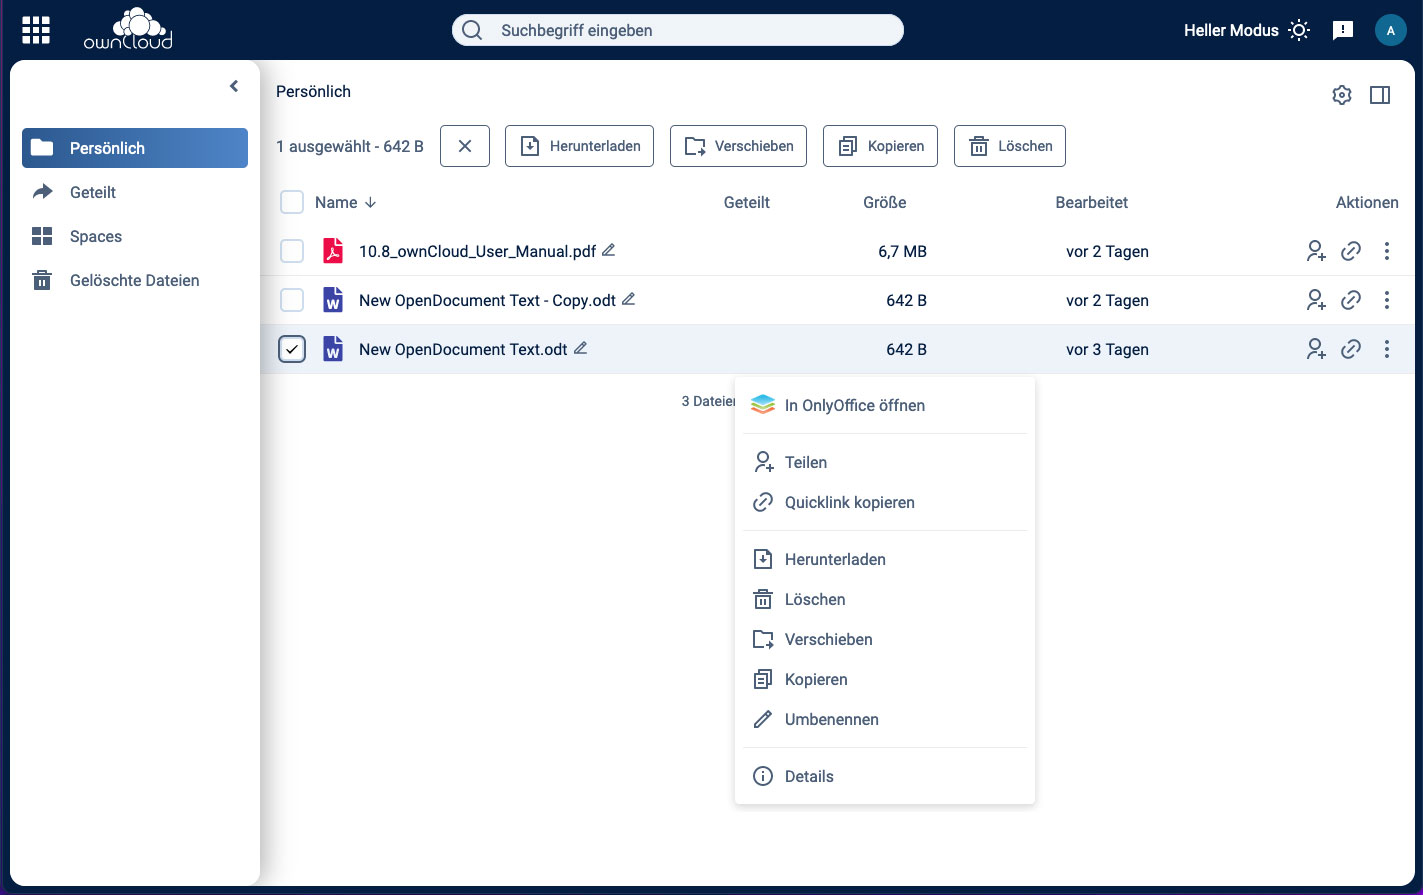 ownCloud
Suchbegriff eingeben
Heller Modus
A
Persönlich
Geteilt
Spaces
Gelöschte Dateien
Persönlich
1 ausgewählt - 642 B
Herunterladen
Verschieben
Kopieren
Löschen
Name Geteilt Größe Bearbeitet Aktionen
10.8_ownCloud_User_Manual.pdf 6,7 MB vor 2 Tagen
W New OpenDocument Text - Copy.odt 642 B vor 2 Tagen
W New OpenDocument Text.odt 642 B vor 3 Tagen
3 Dateien
In OnlyOffice öffnen
Teilen
Quicklink kopieren
Herunterladen
Löschen
Verschieben
Kopieren
Umbenennen
Details